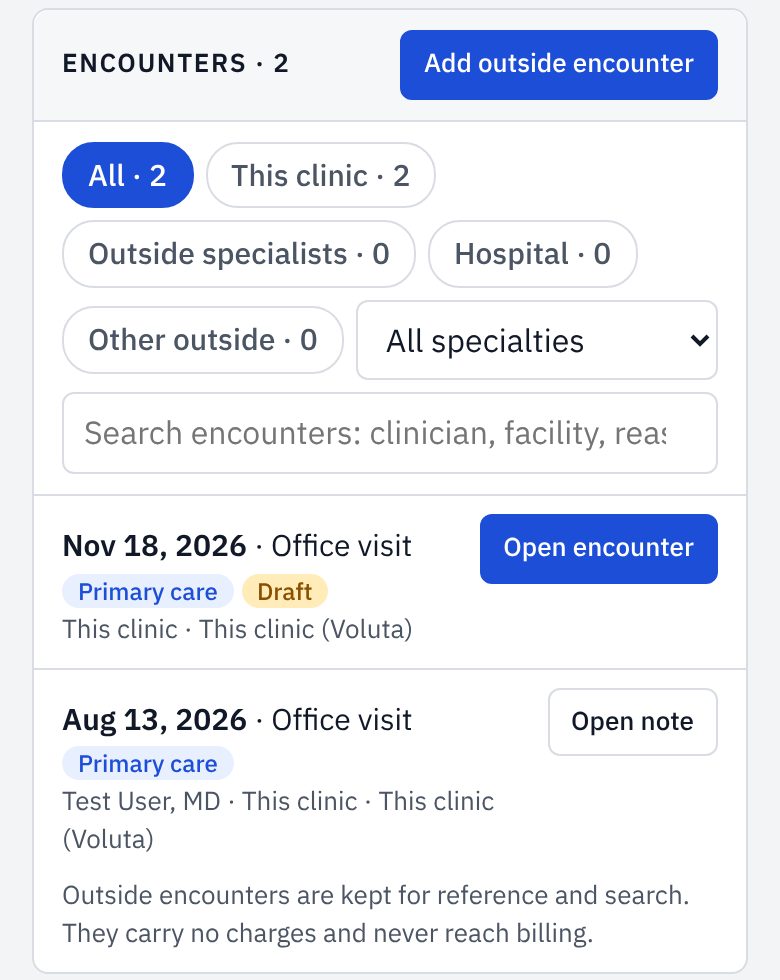 ENCOUNTERS · 2
Add outside encounter
All · 2
This clinic · 2
Outside specialists · 0
Hospital · 0
Other outside · 0
All specialties
Search encounters: clinician, facility, reas
Nov 18, 2026 · Office visit
Open encounter
Primary care
Draft
This clinic · This clinic (Voluta)
Aug 13, 2026 · Office visit
Open note
Primary care
Test User, MD · This clinic · This clinic
(Voluta)
Outside encounters are kept for reference and search.
They carry no charges and never reach billing.